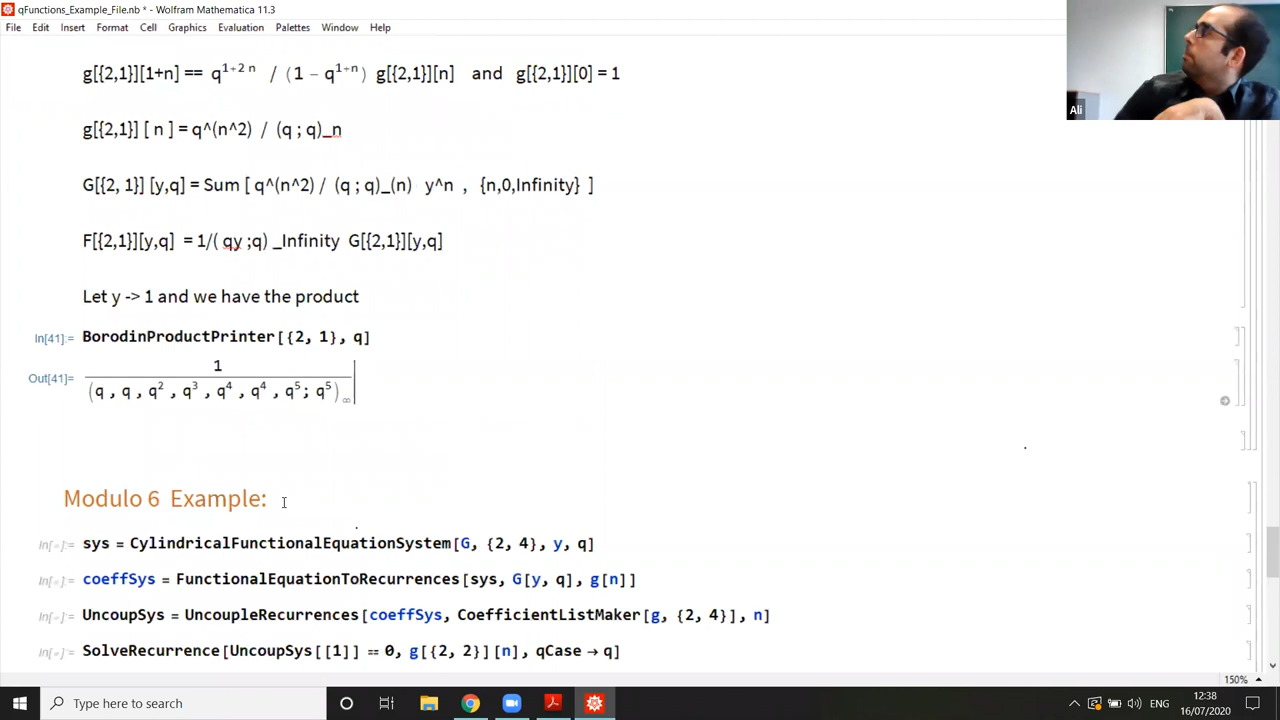 qFunctions_Example_File.nb * - Wolfram Mathematica 11.3
File Edit Insert Format Cell Graphics Evaluation Palettes Window Help
g[{2,1}][1+n] == q^{1+2 n} / (1 − q^{1+n}) g[{2,1}][n] and g[{2,1}][0] = 1
g[{2,1}] [ n ] = q^(n^2) / (q ; q)_n
G[{2, 1}] [y,q] = Sum [ q^(n^2) / (q ; q)_(n) y^n , {n,0,Infinity} ]
F[{2,1}][y,q] = 1/( qy ;q) _Infinity G[{2,1}][y,q]
Let y -> 1 and we have the product
In[41]:= BorodinProductPrinter[{2, 1}, q]
1
Out[41]= (q , q , q^2 , q^3 , q^4 , q^4 , q^5 ; q^5)_∞
Modulo 6 Example:
In[∘]:= sys = CylindricalFunctionalEquationSystem[G, {2, 4}, y, q]
In[∘]:= coeffSys = FunctionalEquationToRecurrences[sys, G[y, q], g[n]]
In[∘]:= UncoupSys = UncoupleRecurrences[coeffSys, CoefficientListMaker[g, {2, 4}], n]
In[∘]:= SolveRecurrence[UncoupSys[[1]] == 0, g[{2, 2}][n], qCase → q]
Ali
150%
Type here to search
ENG
12:38
16/07/2020